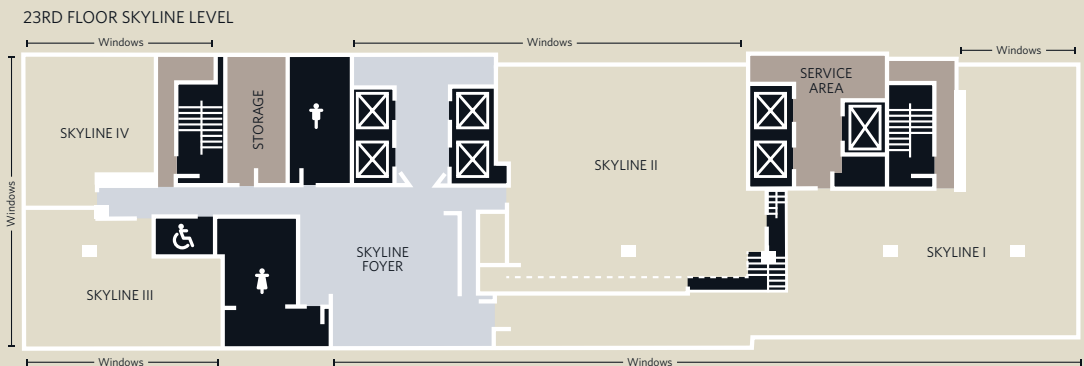 23RD FLOOR SKYLINE LEVEL
Windows
Windows
Windows
SERVICE
AREA
STORAGE
SKYLINE IV
SKYLINE II
Windows
SKYLINE
FOYER
SKYLINE I
SKYLINE III
Windows
Windows